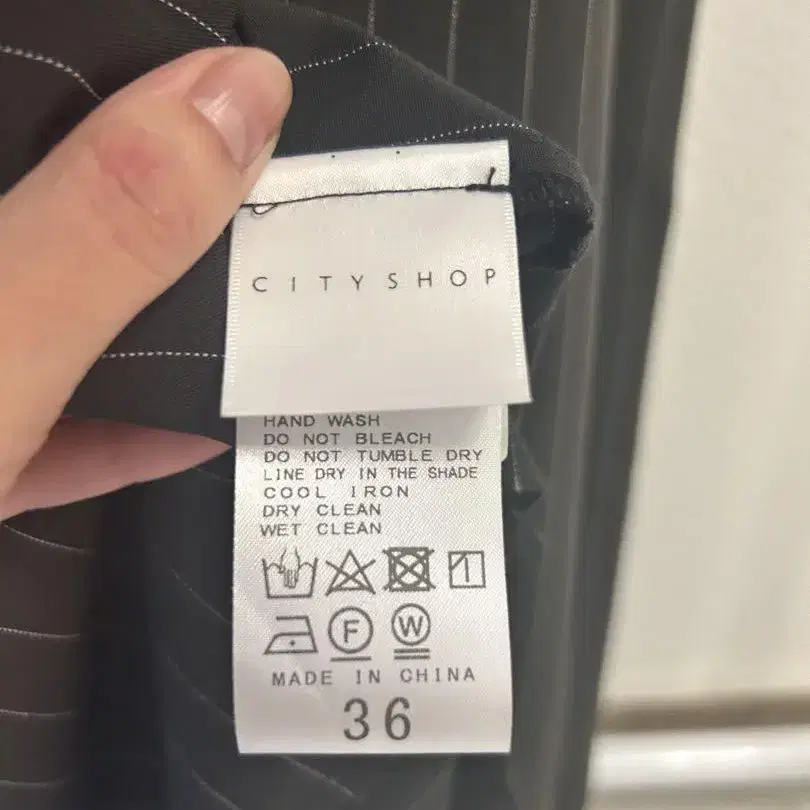 CITYSHOP
HAND WASH
DO NOT BLEACH
DO NOT TUMBLE DRY
LINE DRY IN THE SHADE
COOL IRON
DRY CLEAN
WET CLEAN
F W
MADE IN CHINA
36